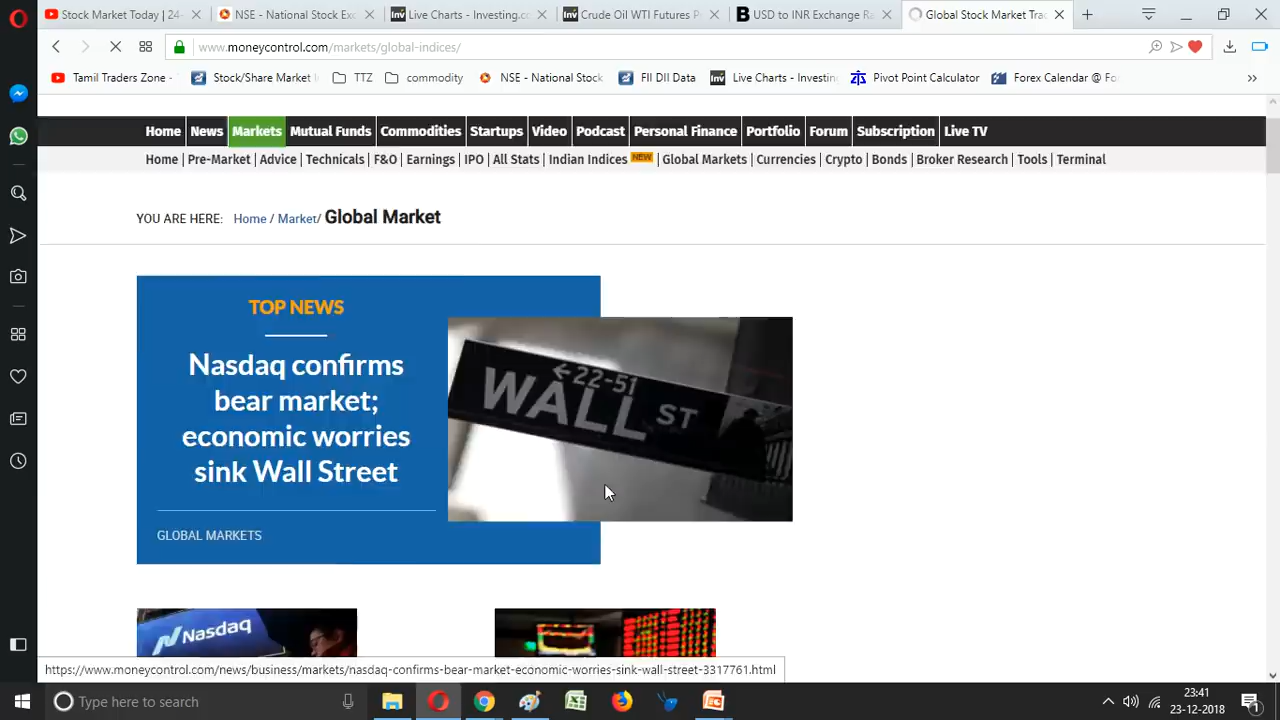 Stock Market Today | 24-
NSE - National Stock Exc
Live Charts - Investing.co
Crude Oil WTI Futures P
USD to INR Exchange Ra
Global Stock Market Tra
www.moneycontrol.com/markets/global-indices/
Tamil Traders Zone -
Stock/Share Market I
TTZ
commodity
NSE - National Stock
FII DII Data
Live Charts - Investin
Pivot Point Calculator
Forex Calendar @ Fo
Home | News | Markets | Mutual Funds | Commodities | Startups | Video | Podcast | Personal Finance | Portfolio | Forum | Subscription | Live TV
Home | Pre-Market | Advice | Technicals | F&O | Earnings | IPO | All Stats | Indian Indices NEW | Global Markets | Currencies | Crypto | Bonds | Broker Research | Tools | Terminal
YOU ARE HERE: Home / Market/ Global Market
TOP NEWS
Nasdaq confirms
bear market;
economic worries
sink Wall Street
GLOBAL MARKETS
22-51
WALL ST
Nasdaq
https://www.moneycontrol.com/news/business/markets/nasdaq-confirms-bear-market-economic-worries-sink-wall-street-3317761.html
Type here to search
23:41
23-12-2018